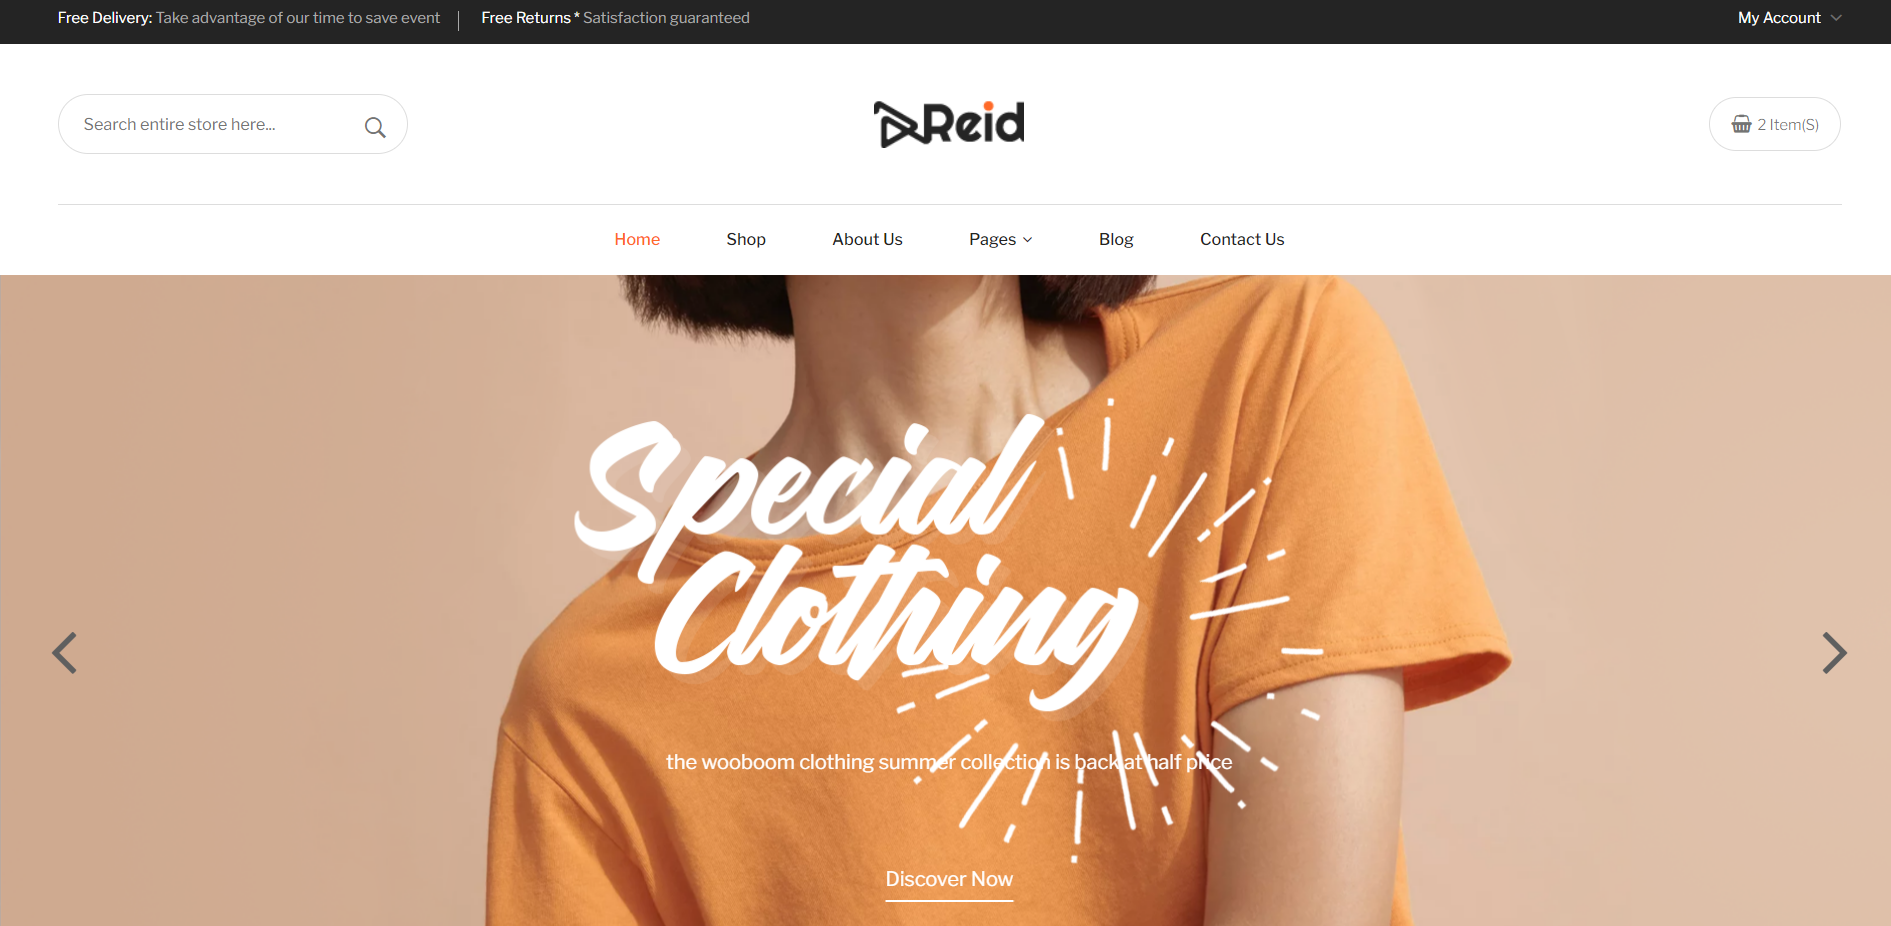 Free Delivery: Take advantage of our time to save event
Free Returns * Satisfaction guaranteed
My Account
Search entire store here...
Reid
2 Item(S)
Home
Shop
About Us
Pages
Blog
Contact Us
Special
Clothing
the wooboom clothing summer collection is back at half price
Discover Now